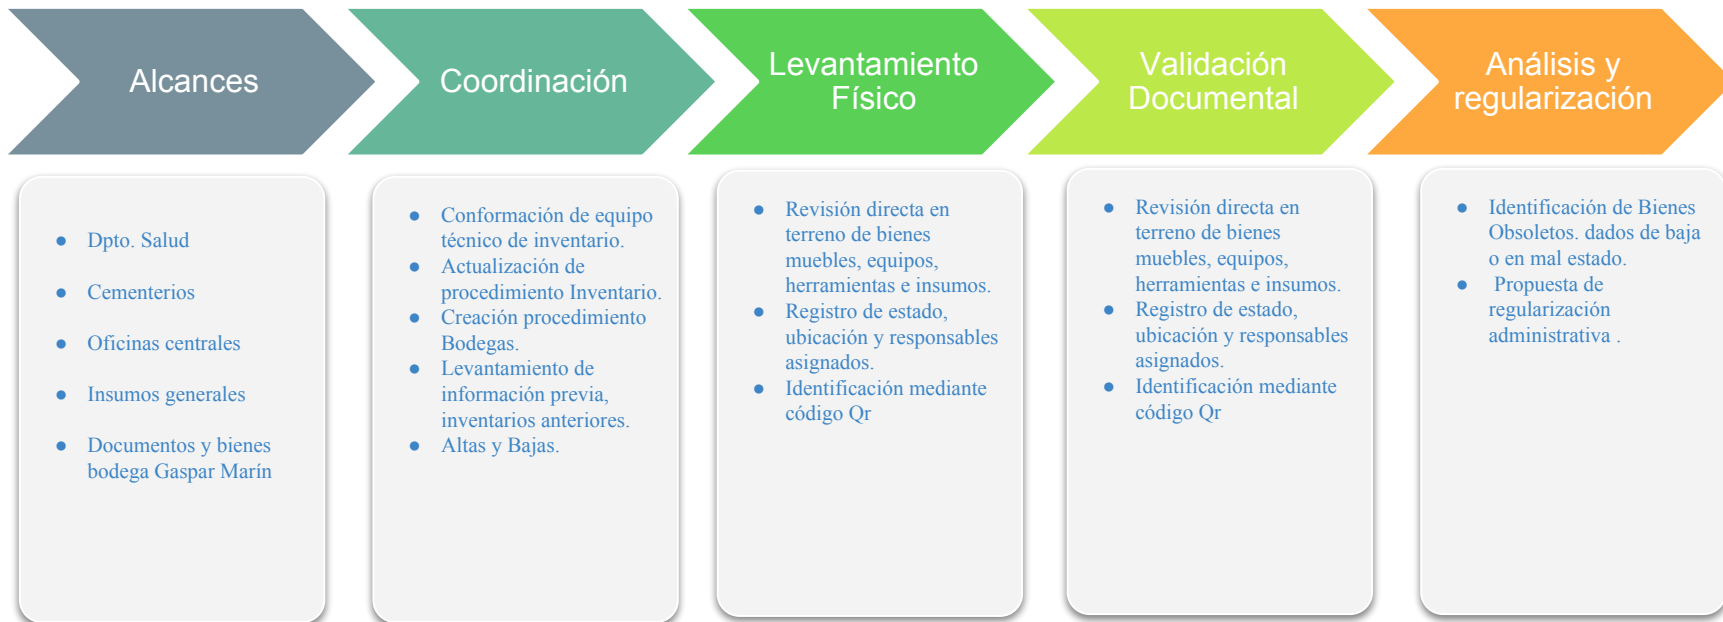 Alcances
Coordinación
Levantamiento
Físico
Validación
Documental
Análisis y
regularización
● Dpto. Salud
● Cementerios
● Oficinas centrales
● Insumos generales
● Documentos y bienes
bodega Gaspar Marín
● Conformación de equipo
técnico de inventario.
● Actualización de
procedimiento Inventario.
● Creación procedimiento
Bodegas.
● Levantamiento de
información previa,
inventarios anteriores.
● Altas y Bajas.
● Revisión directa en
terreno de bienes
muebles, equipos,
herramientas e insumos.
● Registro de estado,
ubicación y responsables
asignados.
● Identificación mediante
código Qr
● Revisión directa en
terreno de bienes
muebles, equipos,
herramientas e insumos.
● Registro de estado,
ubicación y responsables
asignados.
● Identificación mediante
código Qr
● Identificación de Bienes
Obsoletos. dados de baja
o en mal estado.
● Propuesta de
regularización
administrativa .